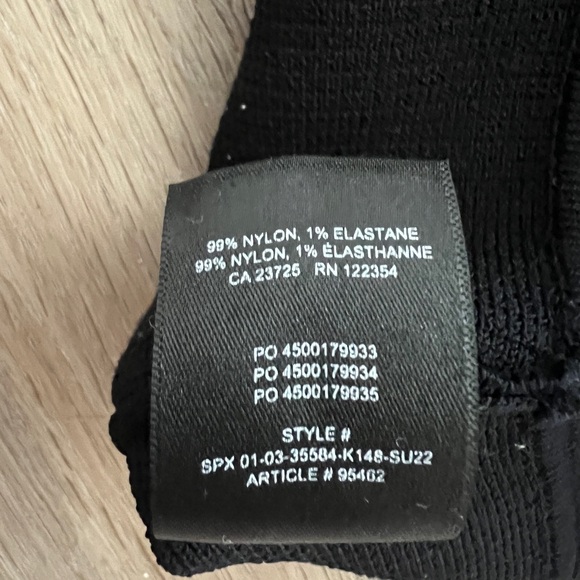 99% NYLON, 1% ELASTANE
99% NYLON, 1% ÉLASTHANNE
CA 23725 RN 122354
PO 4500179933
PO 4500179934
PO 4500179935
STYLE #
SPX 01-03-35584-K148-SU22
ARTICLE # 95462